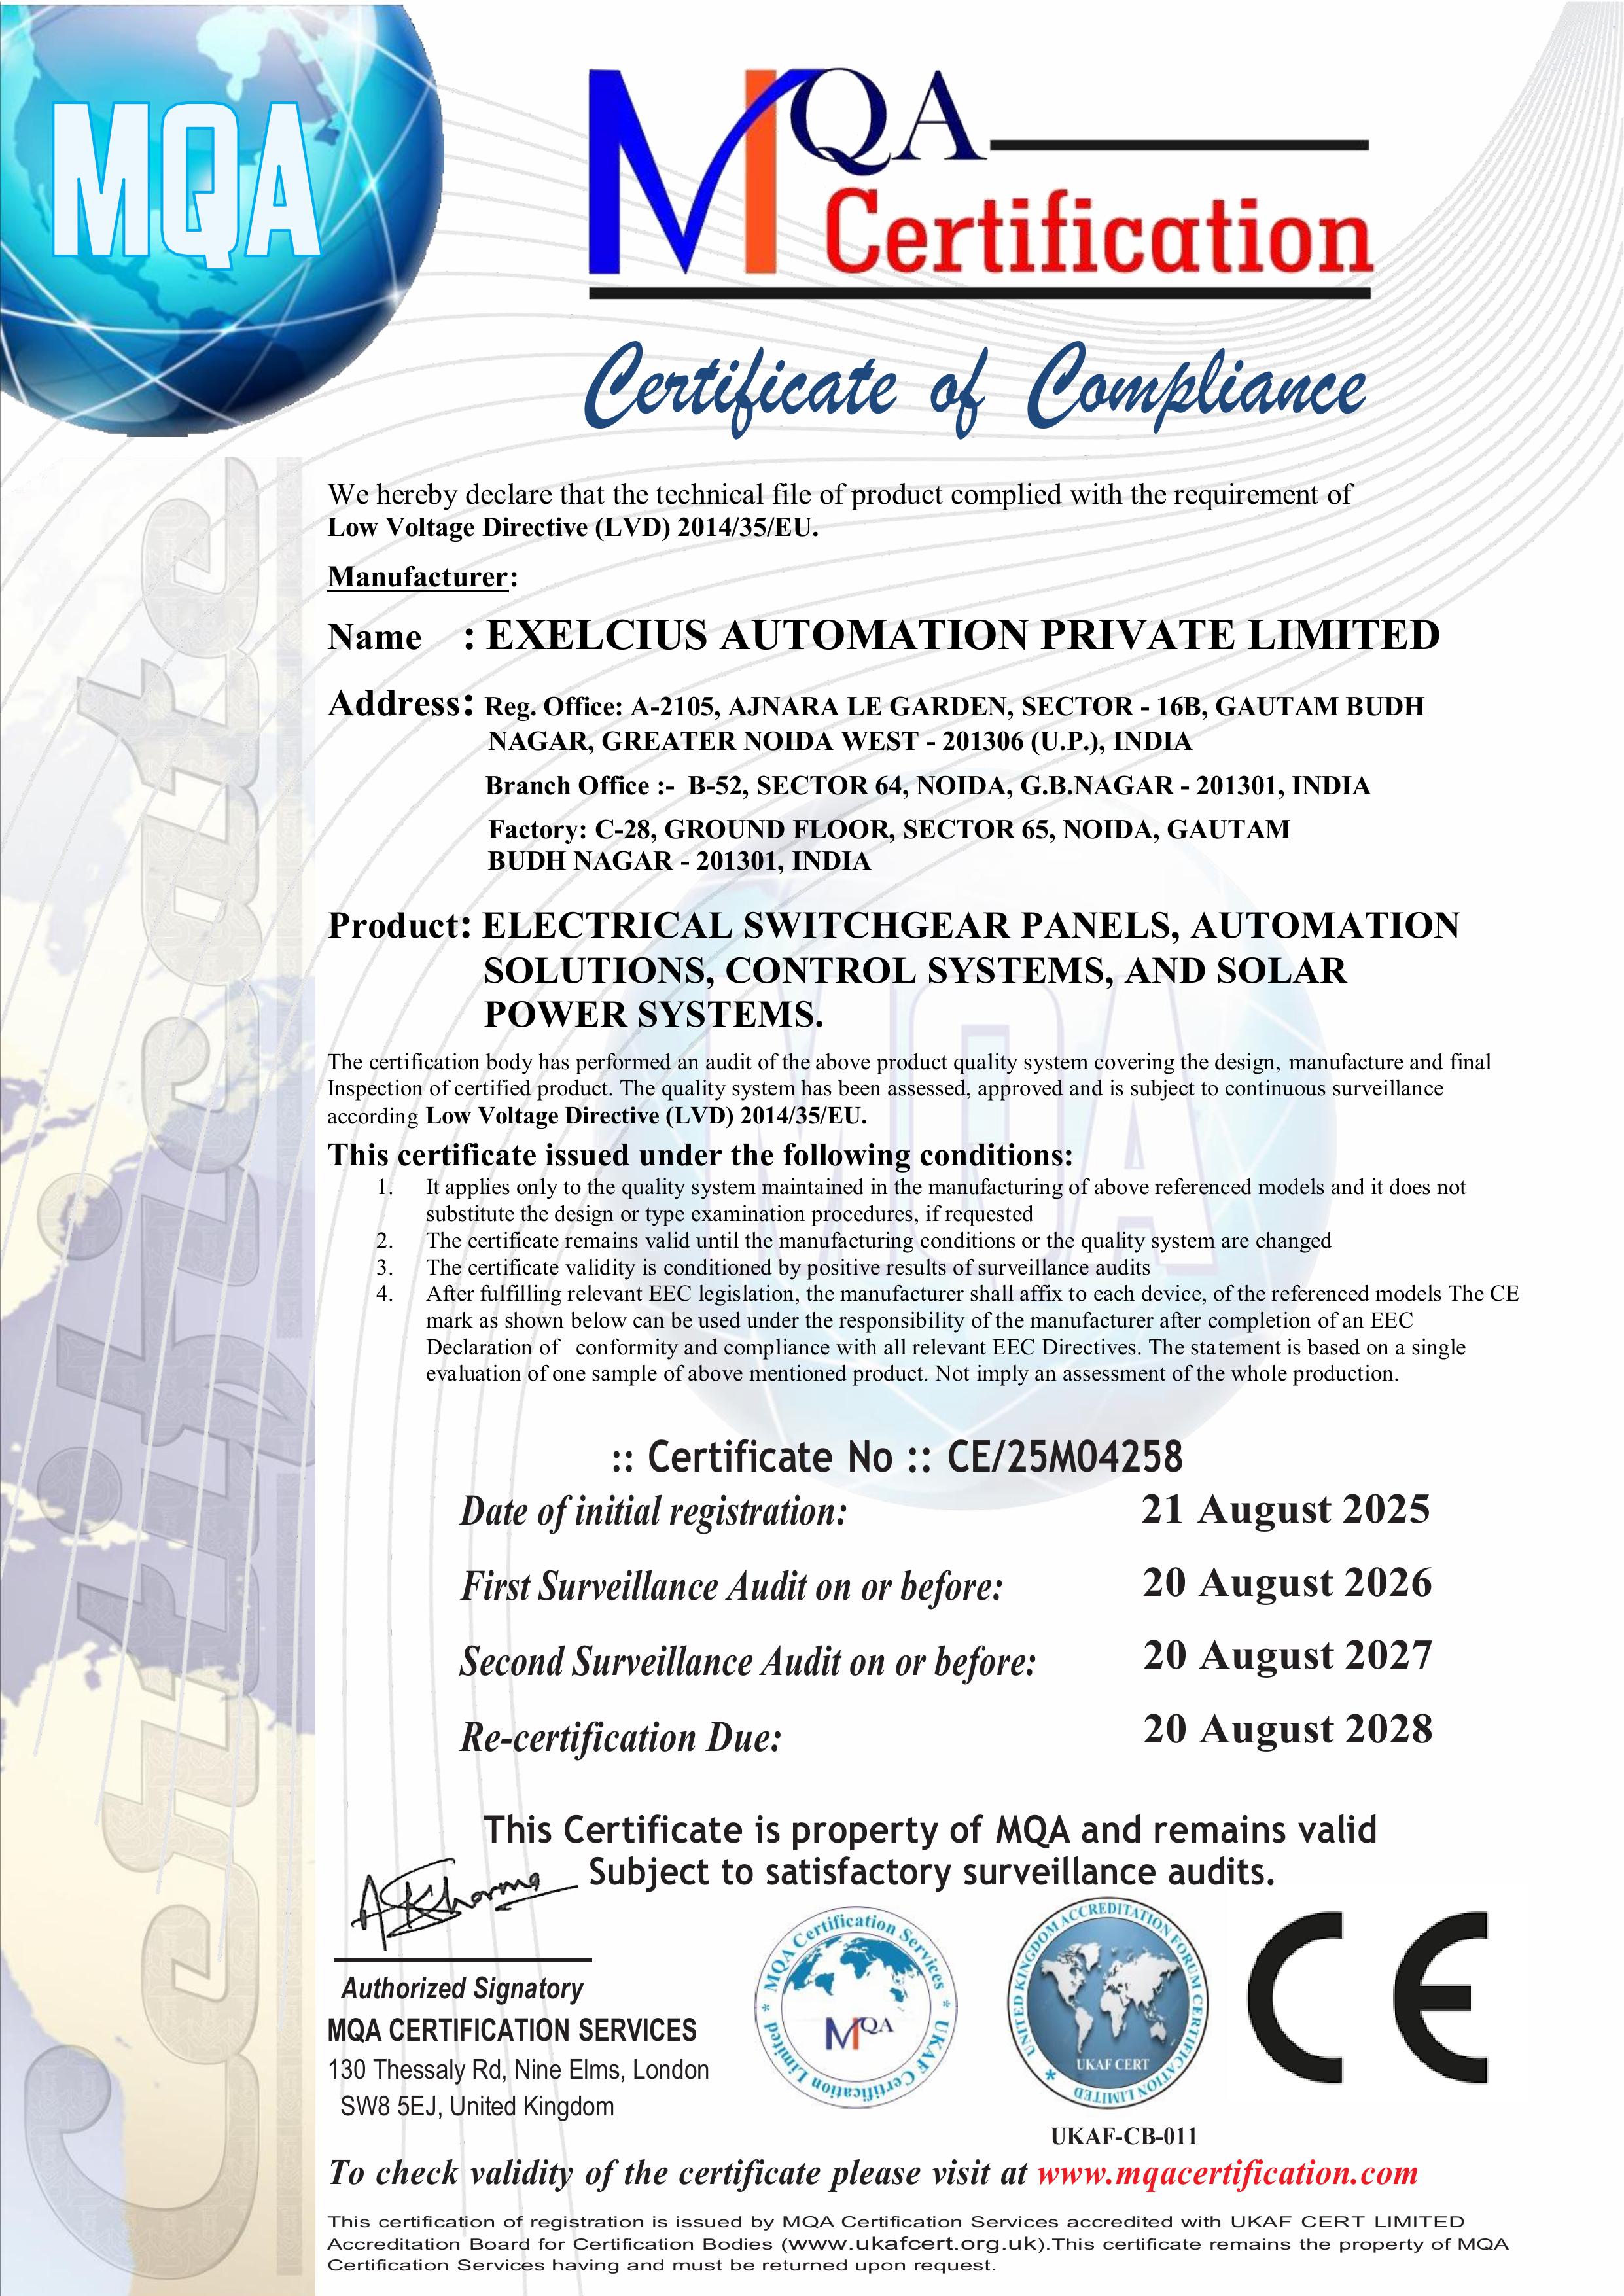 MQA
MQA
Certification
Certificate of Compliance
We hereby declare that the technical file of product complied with the requirement of
Low Voltage Directive (LVD) 2014/35/EU.
Manufacturer:
Name : EXELCIUS AUTOMATION PRIVATE LIMITED
Address: Reg. Office: A-2105, AJNARA LE GARDEN, SECTOR - 16B, GAUTAM BUDH
NAGAR, GREATER NOIDA WEST - 201306 (U.P.), INDIA
Branch Office :- B-52, SECTOR 64, NOIDA, G.B.NAGAR - 201301, INDIA
Factory: C-28, GROUND FLOOR, SECTOR 65, NOIDA, GAUTAM
BUDH NAGAR - 201301, INDIA
Product: ELECTRICAL SWITCHGEAR PANELS, AUTOMATION
SOLUTIONS, CONTROL SYSTEMS, AND SOLAR
POWER SYSTEMS.
The certification body has performed an audit of the above product quality system covering the design, manufacture and final
Inspection of certified product. The quality system has been assessed, approved and is subject to continuous surveillance
according Low Voltage Directive (LVD) 2014/35/EU.
This certificate issued under the following conditions:
1. It applies only to the quality system maintained in the manufacturing of above referenced models and it does not
substitute the design or type examination procedures, if requested
2. The certificate remains valid until the manufacturing conditions or the quality system are changed
3. The certificate validity is conditioned by positive results of surveillance audits
4. After fulfilling relevant EEC legislation, the manufacturer shall affix to each device, of the referenced models The CE
mark as shown below can be used under the responsibility of the manufacturer after completion of an EEC
Declaration of conformity and compliance with all relevant EEC Directives. The statement is based on a single
evaluation of one sample of above mentioned product. Not imply an assessment of the whole production.
:: Certificate No :: CE/25M04258
Date of initial registration: 21 August 2025
First Surveillance Audit on or before: 20 August 2026
Second Surveillance Audit on or before: 20 August 2027
Re-certification Due: 20 August 2028
This Certificate is property of MQA and remains valid
Subject to satisfactory surveillance audits.
ASharma
Authorized Signatory
MQA CERTIFICATION SERVICES
130 Thessaly Rd, Nine Elms, London
SW8 5EJ, United Kingdom
MQA Certification Services * UKAF Certification Limited *
MQA
UNITED KINGDOM ACCREDITATION FORUM CERTIFICATION LIMITED *
UKAF CERT
CE
UKAF-CB-011
To check validity of the certificate please visit at www.mqacertification.com
This certification of registration is issued by MQA Certification Services accredited with UKAF CERT LIMITED
Accreditation Board for Certification Bodies (www.ukafcert.org.uk).This certificate remains the property of MQA
Certification Services having and must be returned upon request.
Certificate
MQA